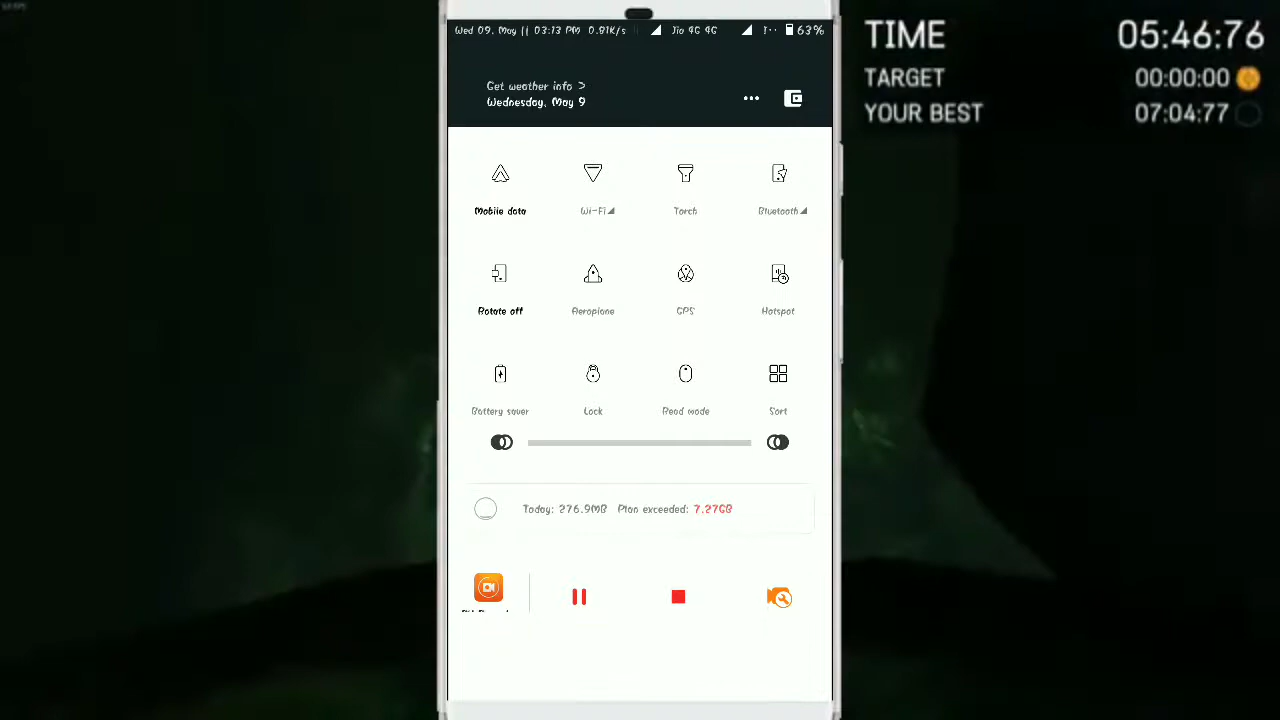 Wed 09, May || 03:13 PM 0.81K/s Jio 4G 4G 63%
TIME 05:46:76
TARGET 00:00:00
YOUR BEST 07:04:77
Get weather info >
Wednesday, May 9
Mobile data Wi-Fi Torch Bluetooth
Rotate off Aeroplane GPS Hotspot
Battery saver Lock Read mode Sort
Today: 276.9MB Plan exceeded: 7.27GB